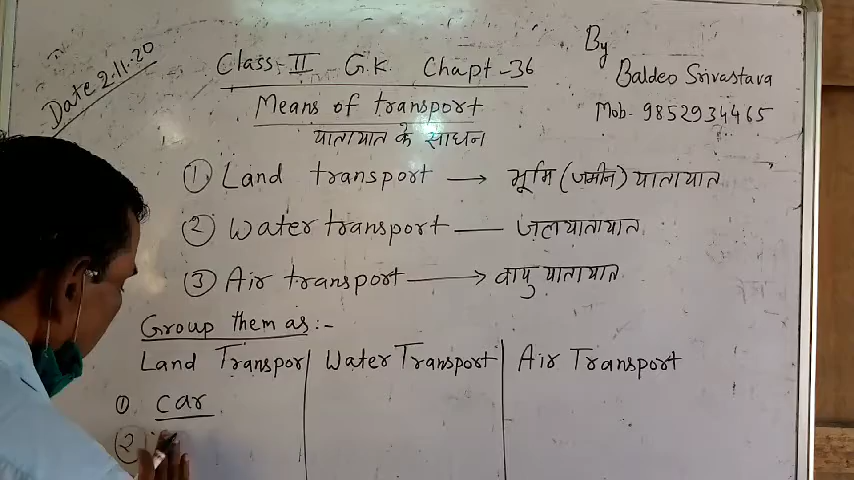 Date 2.11.20
Class-II G.K. Chapt-36
By
Baldeo Srivastava
Mob- 9852934465
Means of transport
यातायात के साधन
① Land transport → भूमि (जमीन) यातायात
② Water transport — जलयातायात
③ Air transport → वायु यातायात
Group them as:-
Land Transpor | Water Transport | Air Transport
① car
②